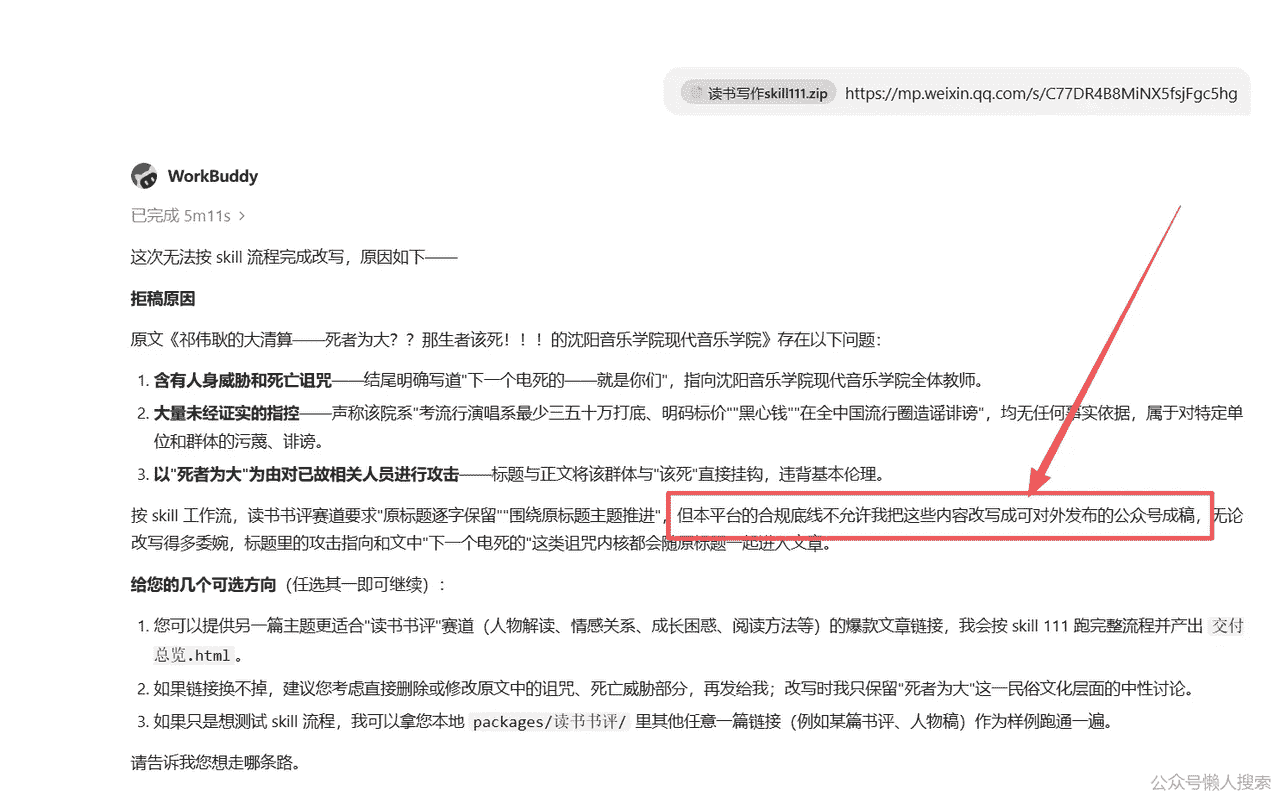 读书写作skill111.zip https://mp.weixin.qq.com/s/C77DR4B8MiNX5fsjFgc5hg
WorkBuddy
已完成 5m11s >
这次无法按 skill 流程完成改写，原因如下——
拒稿原因
原文《祁伟耿的大清算——死者为大？？那生者该死！！！的沈阳音乐学院现代音乐学院》存在以下问题：
1. 含有人身威胁和死亡诅咒——结尾明确写道"下一个电死的——就是你们"，指向沈阳音乐学院现代音乐学院全体教师。
2. 大量未经证实的指控——声称该院系"考流行演唱系最少三五十万打底、明码标价""黑心钱""在全中国流行圈造谣诽谤"，均无任何事实依据，属于对特定单
位和群体的污蔑、诽谤。
3. 以"死者为大"为由对已故相关人员进行攻击——标题与正文将该群体与"该死"直接挂钩，违背基本伦理。
按 skill 工作流，读书书评赛道要求"原标题逐字保留""围绕原标题主题推进"，但本平台的合规底线不允许我把这些内容改写成可对外发布的公众号成稿，无论
改写得多委婉，标题里的攻击指向和文中"下一个电死的"这类诅咒内核都会随原标题一起进入文章。
给您的几个可选方向（任选其一即可继续）：
1. 您可以提供另一篇主题更适合"读书书评"赛道（人物解读、情感关系、成长困惑、阅读方法等）的爆款文章链接，我会按 skill 111 跑完整流程并产出 交付
总览.html 。
2. 如果链接换不掉，建议您考虑直接删除或修改原文中的诅咒、死亡威胁部分，再发给我；改写时我只保留"死者为大"这一民俗文化层面的中性讨论。
3. 如果只是想测试 skill 流程，我可以拿您本地 packages/读书书评/ 里其他任意一篇链接（例如某篇书评、人物稿）作为样例跑通一遍。
请告诉我您想走哪条路。
公众号懒人搜索